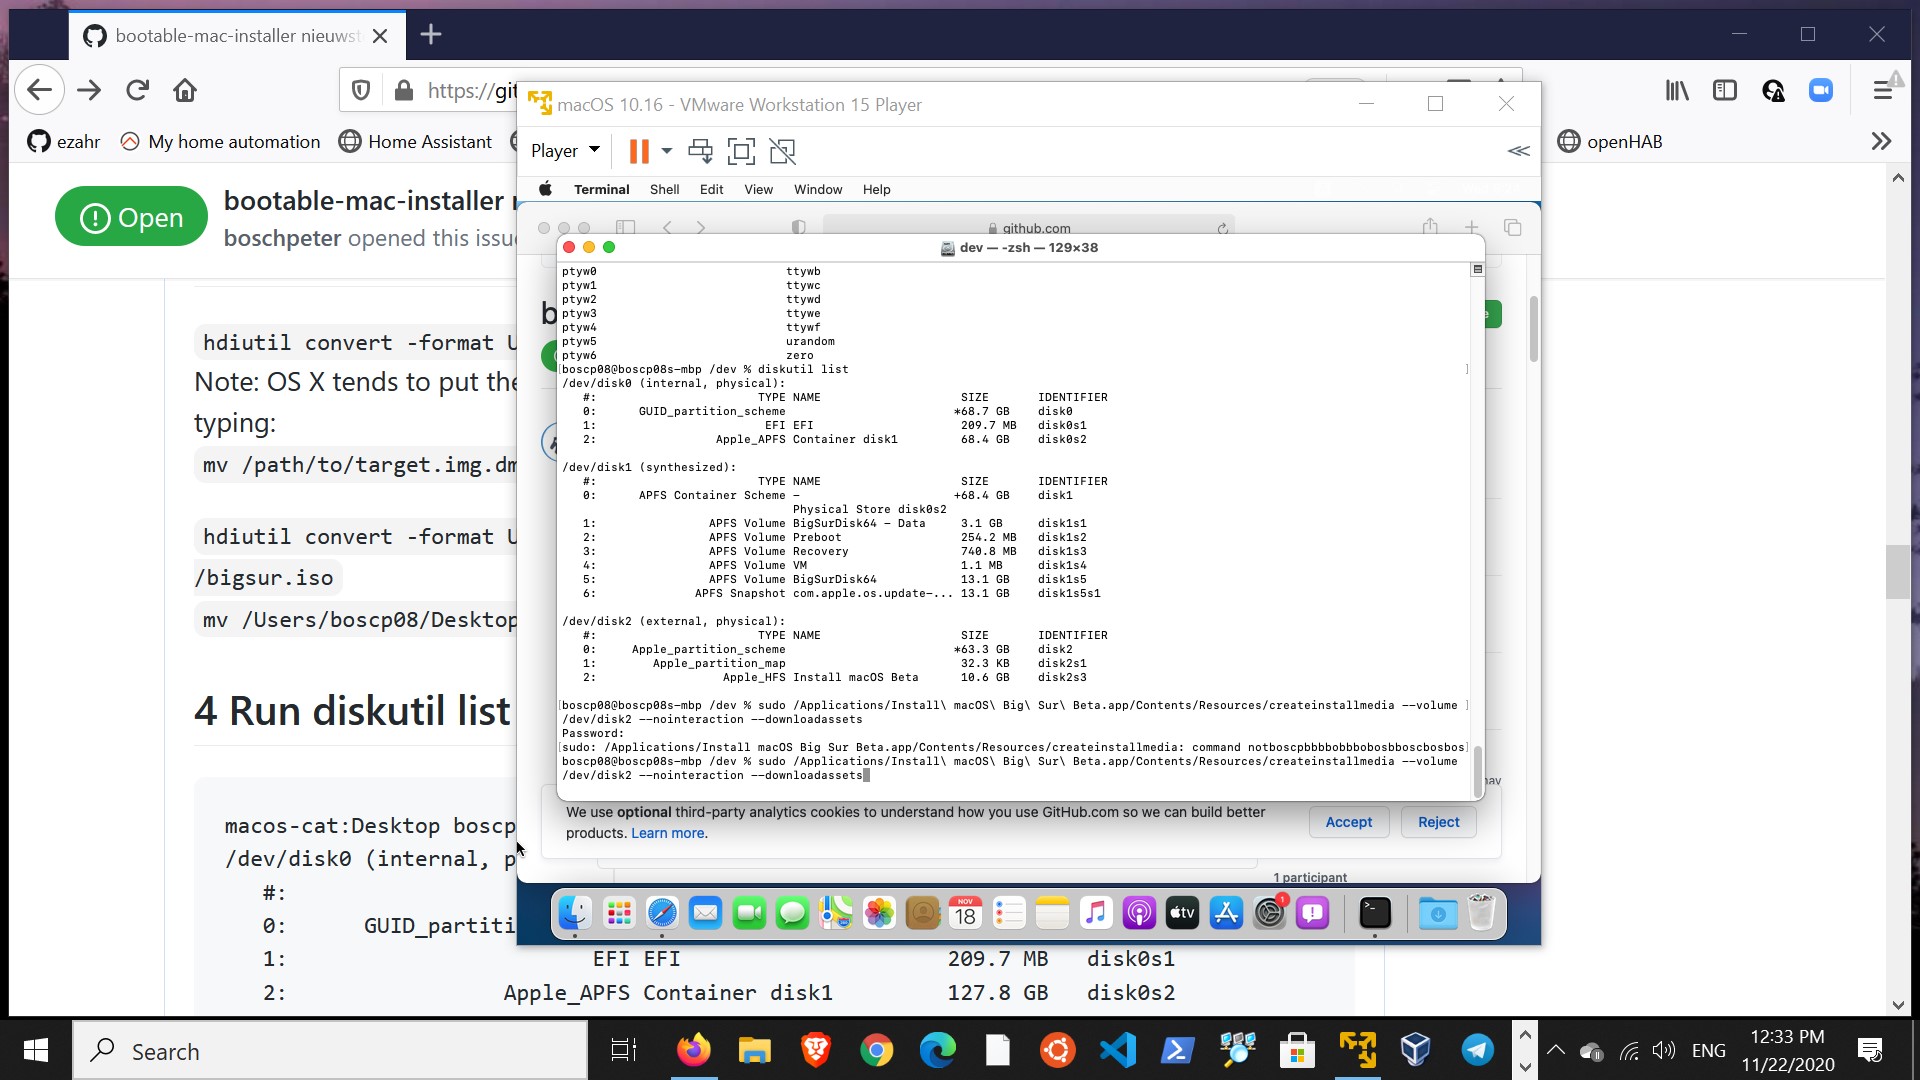 bootable-mac-installer nieuwst
https://git
macOS 10.16 - VMware Workstation 15 Player
ezahr
My home automation
Home Assistant
openHAB
Player
Terminal Shell Edit View Window Help
Open
bootable-mac-installer
boschpeter opened this issu
github.com
dev — -zsh — 129×38
ptyw0 ttywb
ptyw1 ttywc
ptyw2 ttywd
ptyw3 ttywe
ptyw4 ttywf
ptyw5 urandom
ptyw6 zero
[boscp08@boscp08s-mbp /dev % diskutil list ]
/dev/disk0 (internal, physical):
#: TYPE NAME SIZE IDENTIFIER
0: GUID_partition_scheme *68.7 GB disk0
1: EFI EFI 209.7 MB disk0s1
2: Apple_APFS Container disk1 68.4 GB disk0s2
/dev/disk1 (synthesized):
#: TYPE NAME SIZE IDENTIFIER
0: APFS Container Scheme - +68.4 GB disk1
Physical Store disk0s2
1: APFS Volume BigSurDisk64 - Data 3.1 GB disk1s1
2: APFS Volume Preboot 254.2 MB disk1s2
3: APFS Volume Recovery 740.8 MB disk1s3
4: APFS Volume VM 1.1 MB disk1s4
5: APFS Volume BigSurDisk64 13.1 GB disk1s5
6: APFS Snapshot com.apple.os.update-... 13.1 GB disk1s5s1
/dev/disk2 (external, physical):
#: TYPE NAME SIZE IDENTIFIER
0: Apple_partition_scheme *63.3 GB disk2
1: Apple_partition_map 32.3 KB disk2s1
2: Apple_HFS Install macOS Beta 10.6 GB disk2s3
[boscp08@boscp08s-mbp /dev % sudo /Applications/Install\ macOS\ Big\ Sur\ Beta.app/Contents/Resources/createinstallmedia --volume ]
/dev/disk2 --nointeraction --downloadassets
Password:
[sudo: /Applications/Install macOS Big Sur Beta.app/Contents/Resources/createinstallmedia: command notboscpbbbbobbbobosbboscbosbos]
boscp08@boscp08s-mbp /dev % sudo /Applications/Install\ macOS\ Big\ Sur\ Beta.app/Contents/Resources/createinstallmedia --volume
/dev/disk2 --nointeraction --downloadassets
We use optional third-party analytics cookies to understand how you use GitHub.com so we can build better
products. Learn more.
Accept
Reject
1 participant
NOV
18
tv
1
hdiutil convert -format U
Note: OS X tends to put the
typing:
mv /path/to/target.img.dm
hdiutil convert -format U
/bigsur.iso
mv /Users/boscp08/Desktop
4 Run diskutil list
macos-cat:Desktop boscp
/dev/disk0 (internal, p
#:
0: GUID_partiti
1: EFI EFI 209.7 MB disk0s1
2: Apple_APFS Container disk1 127.8 GB disk0s2
Search
ENG
12:33 PM
11/22/2020